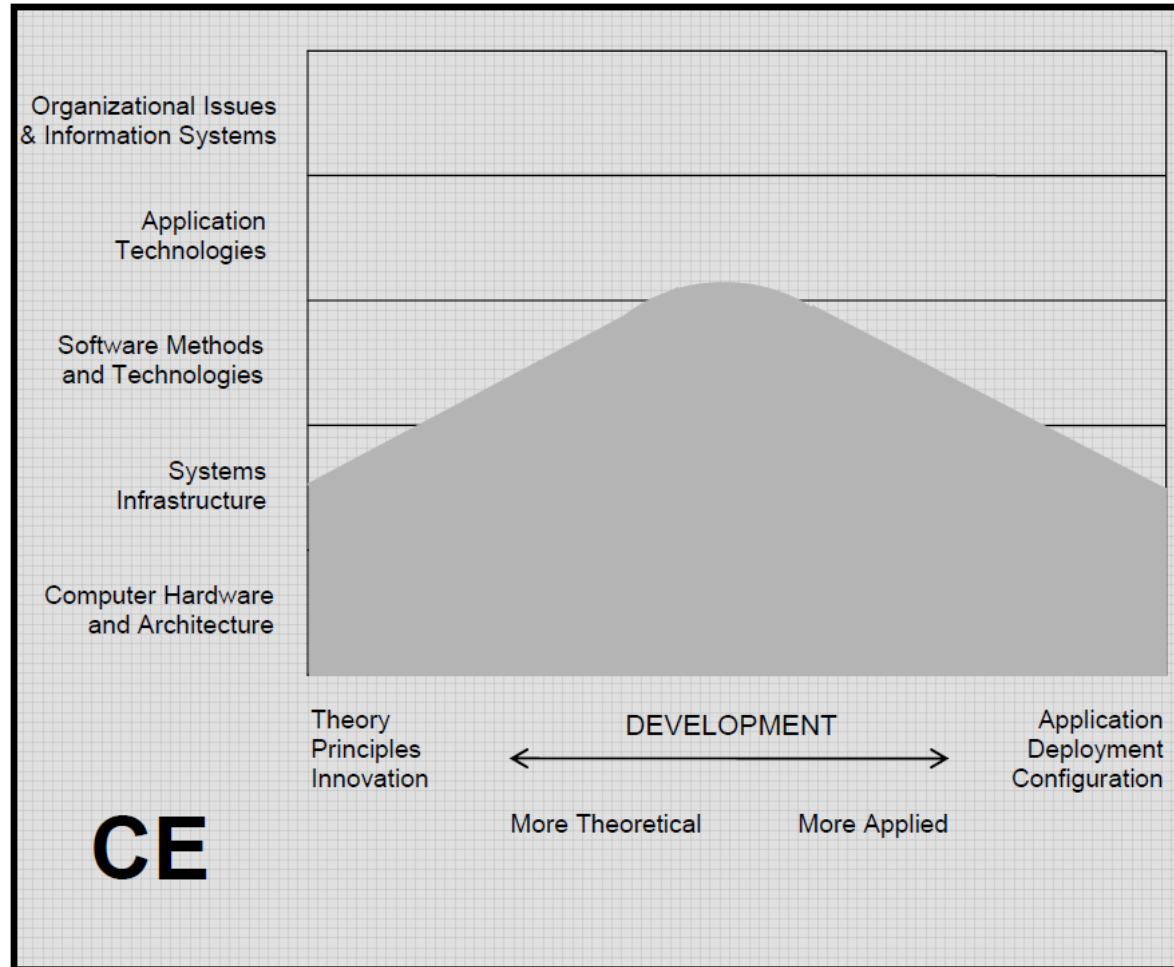 Organizational Issues
& Information Systems
Application
Technologies
Software Methods
and Technologies
Systems
Infrastructure
Computer Hardware
and Architecture
Theory
Principles
Innovation
DEVELOPMENT
Application
Deployment
Configuration
More Theoretical
More Applied
CE